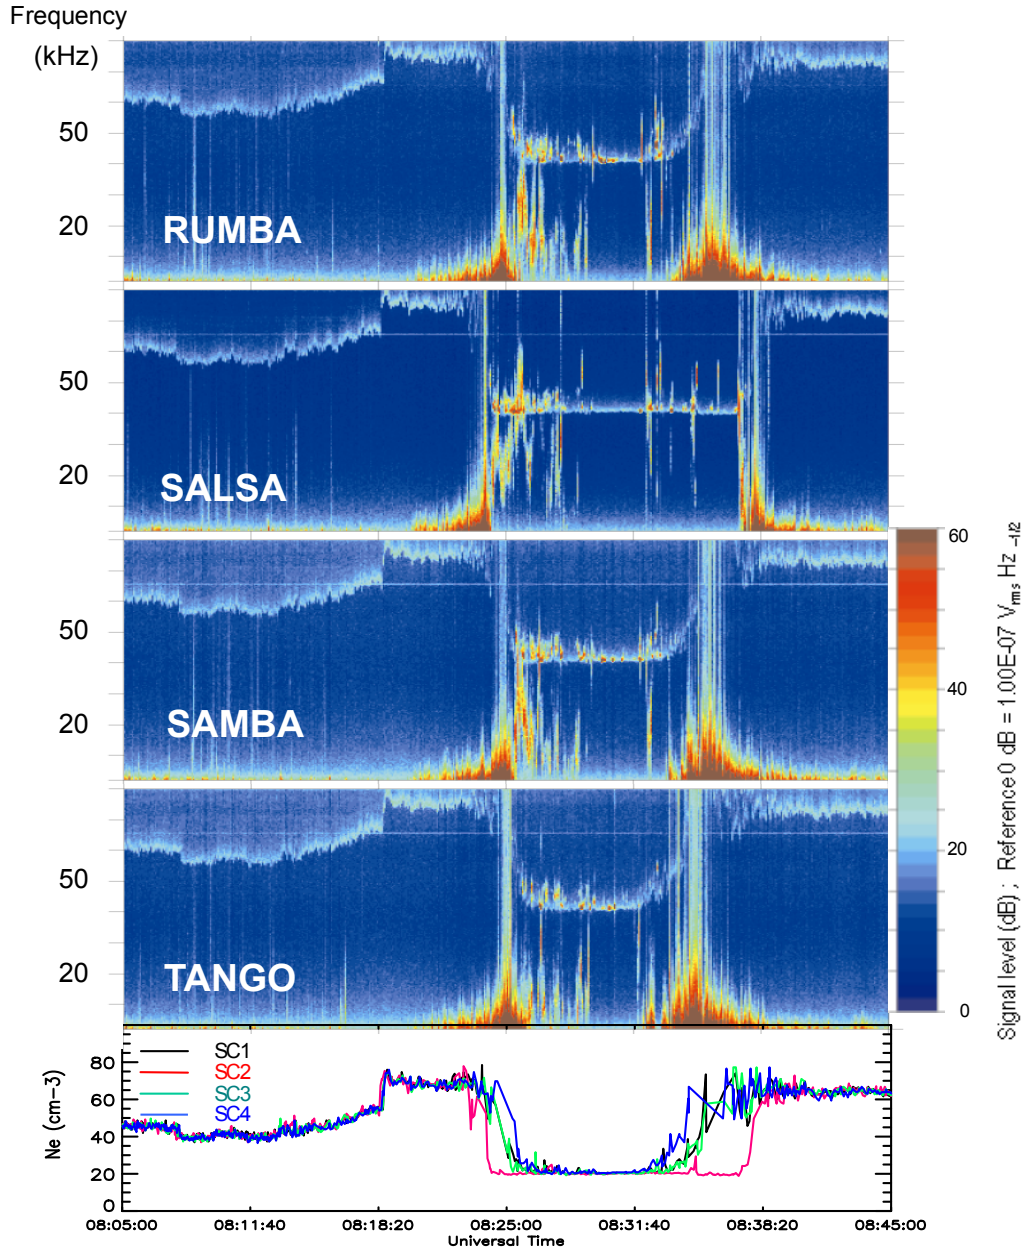 Frequency
(kHz)
50
20
RUMBA
50
20
SALSA
50
20
SAMBA
50
20
TANGO
60
40
20
0
Signal level (dB) ; Reference 0 dB = 1.00E-07 Vrms Hz -1/2
Ne (cm-3)
80
60
40
20
0
SC1
SC2
SC3
SC4
08:05:00 08:11:40 08:18:20 08:25:00 08:31:40 08:38:20 08:45:00
Universal Time